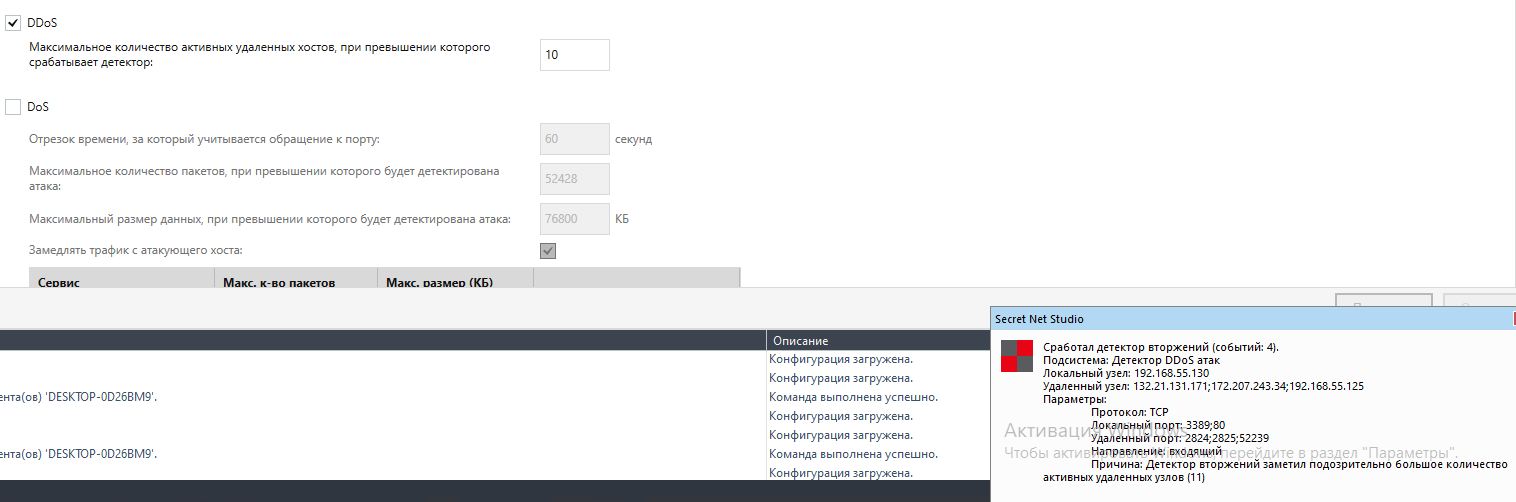 DDoS
Максимальное количество активных удаленных хостов, при превышении которого
срабатывает детектор:
10
DoS
Отрезок времени, за который учитывается обращение к порту:
60
секунд
Максимальное количество пакетов, при превышении которого будет детектирована
атака:
52428
Максимальный размер данных, при превышении которого будет детектирована атака:
76800
КБ
Замедлять трафик с атакующего хоста:
Сервис
Макс. к-во пакетов
Макс. размер (КБ)
Описание
Конфигурация загружена.
Конфигурация загружена.
ента(ов) 'DESKTOP-0D26BM9'.
Команда выполнена успешно.
Конфигурация загружена.
Конфигурация загружена.
ента(ов) 'DESKTOP-0D26BM9'.
Команда выполнена успешно.
Конфигурация загружена.
Secret Net Studio
Сработал детектор вторжений (событий: 4).
Подсистема: Детектор DDoS атак
Локальный узел: 192.168.55.130
Удаленный узел: 132.21.131.171;172.207.243.34;192.168.55.125
Параметры:
Протокол: TCP
Локальный порт: 3389;80
Удаленный порт: 2824;2825;52239
Направление: входящий
Причина: Детектор вторжений заметил подозрительно большое количество
активных удаленных узлов (11)
Активация Windows
Чтобы активировать Windows, перейдите в раздел "Параметры".